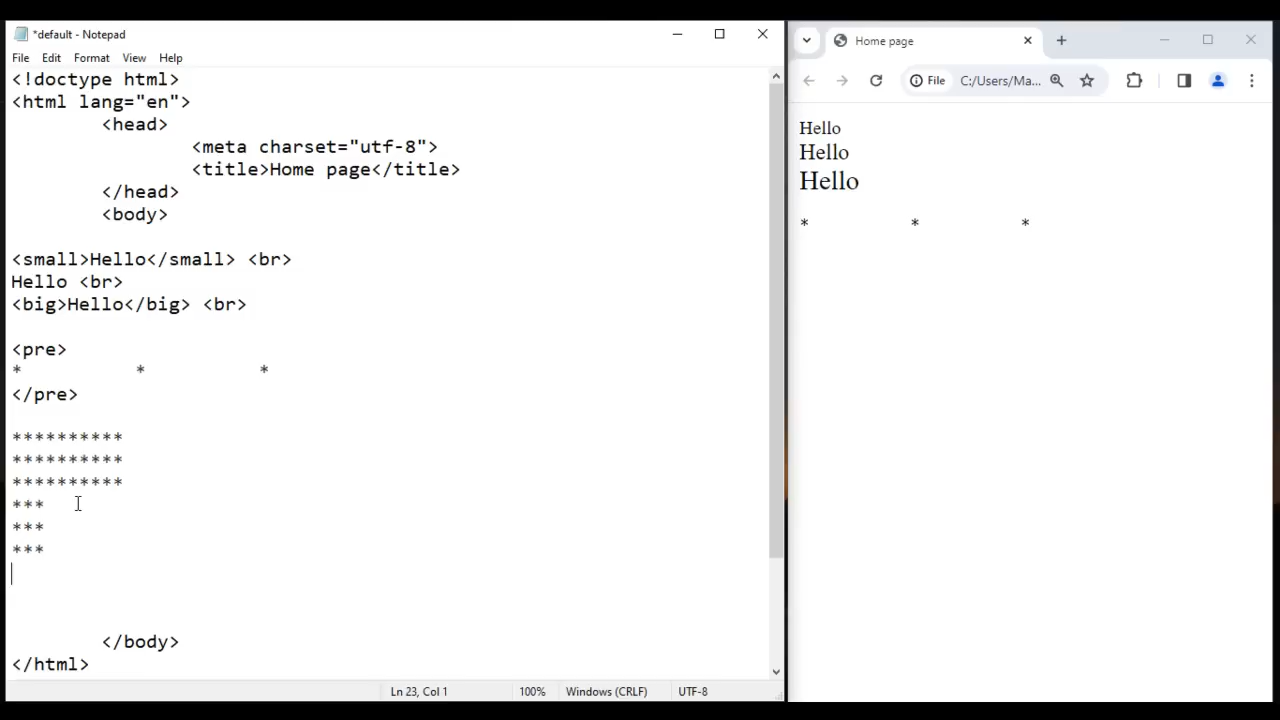 *default - Notepad
File Edit Format View Help
<!doctype html>
<html lang="en">
<head>
<meta charset="utf-8">
<title>Home page</title>
</head>
<body>
<small>Hello</small> <br>
Hello <br>
<big>Hello</big> <br>
<pre>
*           *           *
</pre>
**********
**********
**********
***
***
***
</body>
</html>
Ln 23, Col 1 100% Windows (CRLF) UTF-8
Home page
File C:/Users/Ma...
Hello
Hello
Hello
*           *           *